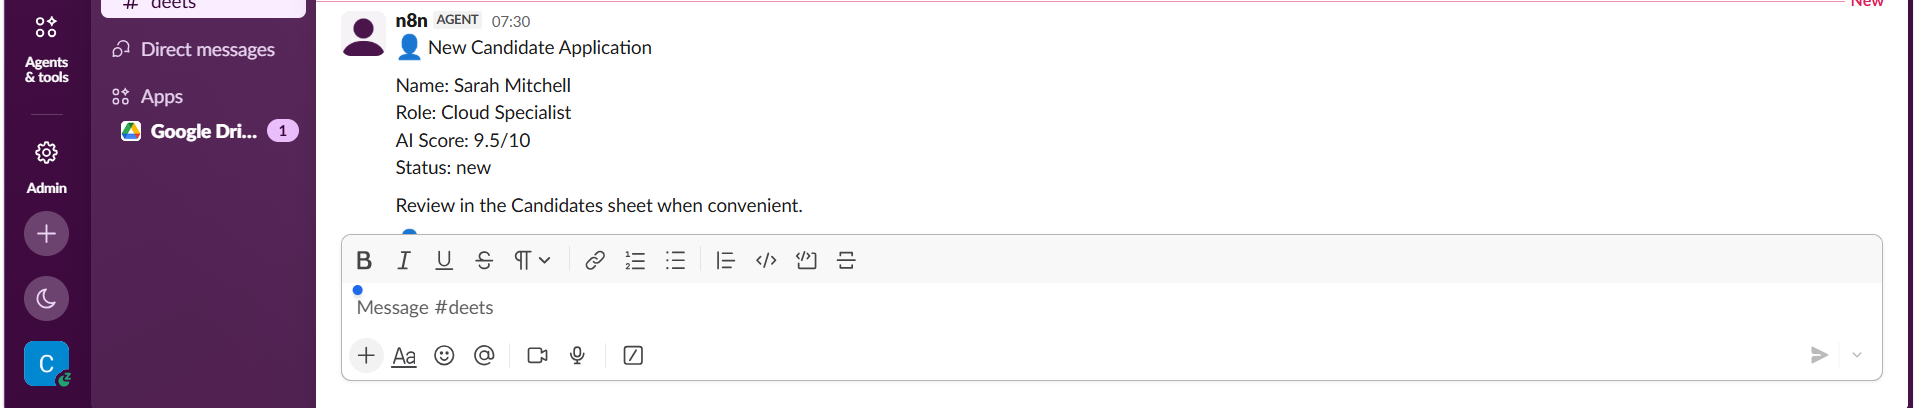 deets
Agents
& tools
Direct messages
Apps
Google Dri...
1
Admin
C
New
n8n AGENT 07:30
New Candidate Application
Name: Sarah Mitchell
Role: Cloud Specialist
AI Score: 9.5/10
Status: new
Review in the Candidates sheet when convenient.
Message #deets
Aa